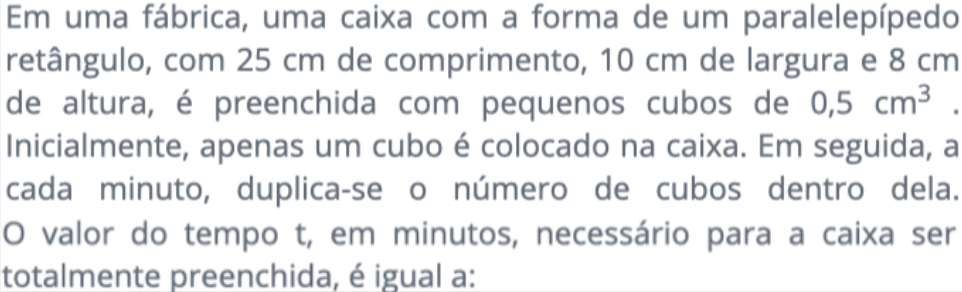 Em uma fábrica, uma caixa com a forma de um paralelepípedo
retângulo, com 25 cm de comprimento, 10 cm de largura e 8 cm
de altura, é preenchida com pequenos cubos de 0,5 cm³ .
Inicialmente, apenas um cubo é colocado na caixa. Em seguida, a
cada minuto, duplica-se o número de cubos dentro dela.
O valor do tempo t, em minutos, necessário para a caixa ser
totalmente preenchida, é igual a: